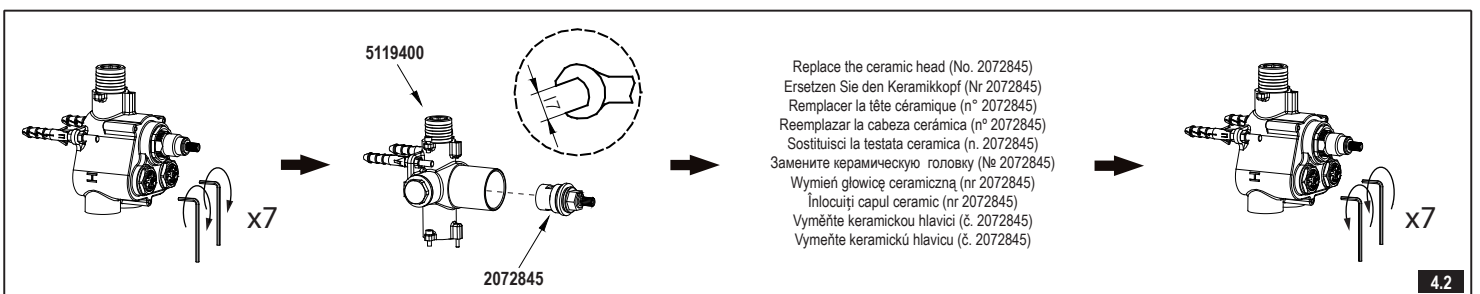 x7
5119400
17
2072845
Replace the ceramic head (No. 2072845)
Ersetzen Sie den Keramikkopf (Nr 2072845)
Remplacer la tête céramique (n° 2072845)
Reemplazar la cabeza cerámica (nº 2072845)
Sostituisci la testata ceramica (n. 2072845)
Замените керамическую головку (№ 2072845)
Wymień głowicę ceramiczną (nr 2072845)
Înlocuiți capul ceramic (nr 2072845)
Vyměňte keramickou hlavici (č. 2072845)
Vymeňte keramickú hlavicu (č. 2072845)
H
H
x7
4.2